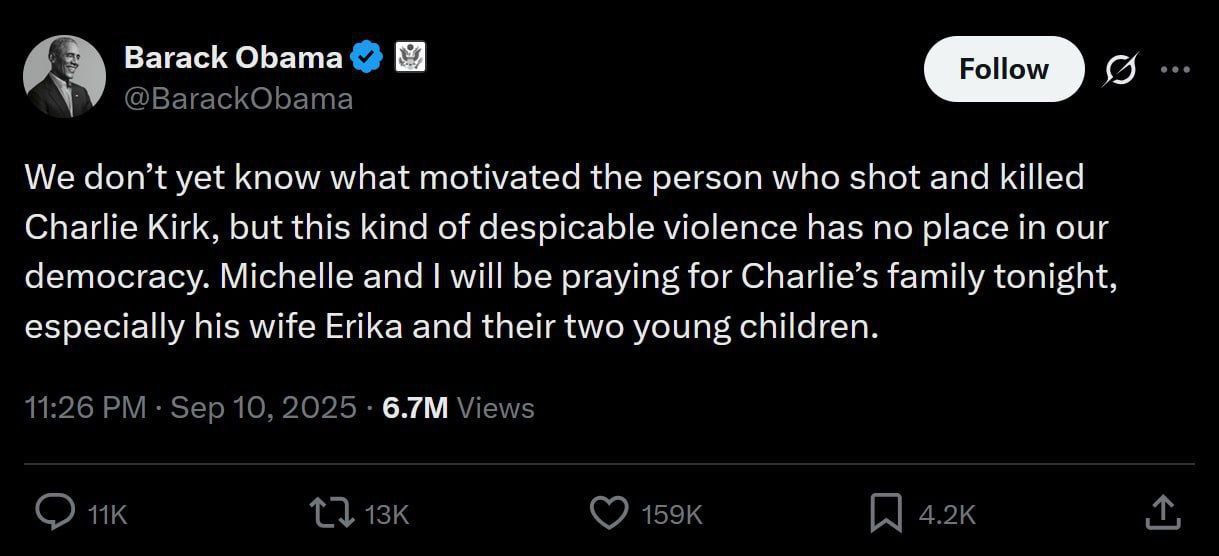 Barack Obama
@BarackObama
Follow
We don’t yet know what motivated the person who shot and killed
Charlie Kirk, but this kind of despicable violence has no place in our
democracy. Michelle and I will be praying for Charlie’s family tonight,
especially his wife Erika and their two young children.
11:26 PM · Sep 10, 2025 · 6.7M Views
11K 13K 159K 4.2K